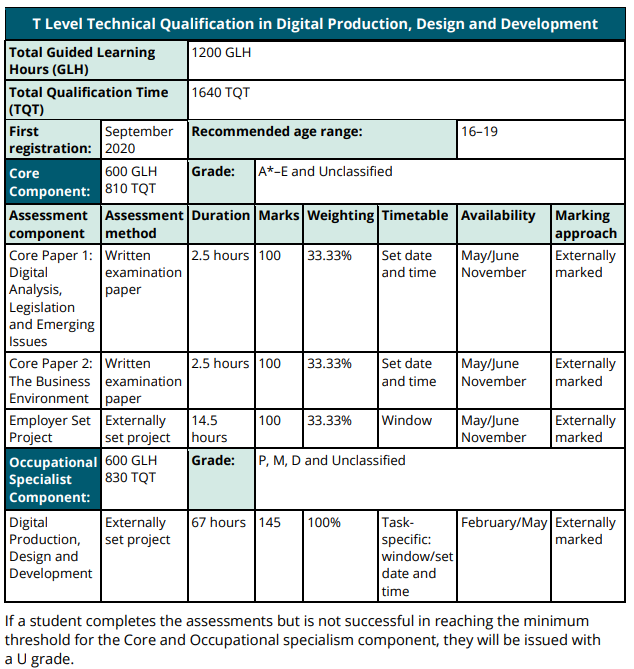 T Level Technical Qualification in Digital Production, Design and Development
Total Guided Learning
Hours (GLH)
1200 GLH
Total Qualification Time
(TQT)
1640 TQT
First
registration:
September
2020
Recommended age range:
16–19
Core
Component:
600 GLH
810 TQT
Grade:
A*–E and Unclassified
Assessment
component
Assessment
method
Duration
Marks
Weighting
Timetable
Availability
Marking
approach
Core Paper 1:
Digital
Analysis,
Legislation
and Emerging
Issues
Written
examination
paper
2.5 hours
100
33.33%
Set date
and time
May/June
November
Externally
marked
Core Paper 2:
The Business
Environment
Written
examination
paper
2.5 hours
100
33.33%
Set date
and time
May/June
November
Externally
marked
Employer Set
Project
Externally
set project
14.5
hours
100
33.33%
Window
May/June
November
Externally
marked
Occupational
Specialist
Component:
600 GLH
830 TQT
Grade:
P, M, D and Unclassified
Digital
Production,
Design and
Development
Externally
set project
67 hours
145
100%
Task-
specific:
window/set
date and
time
February/May
Externally
marked
If a student completes the assessments but is not successful in reaching the minimum
threshold for the Core and Occupational specialism component, they will be issued with
a U grade.